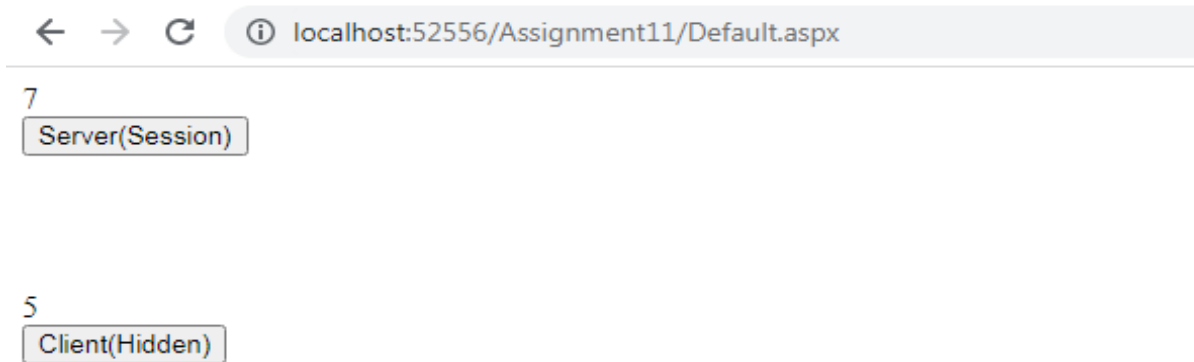 localhost:52556/Assignment11/Default.aspx
7
Server(Session)
5
Client(Hidden)